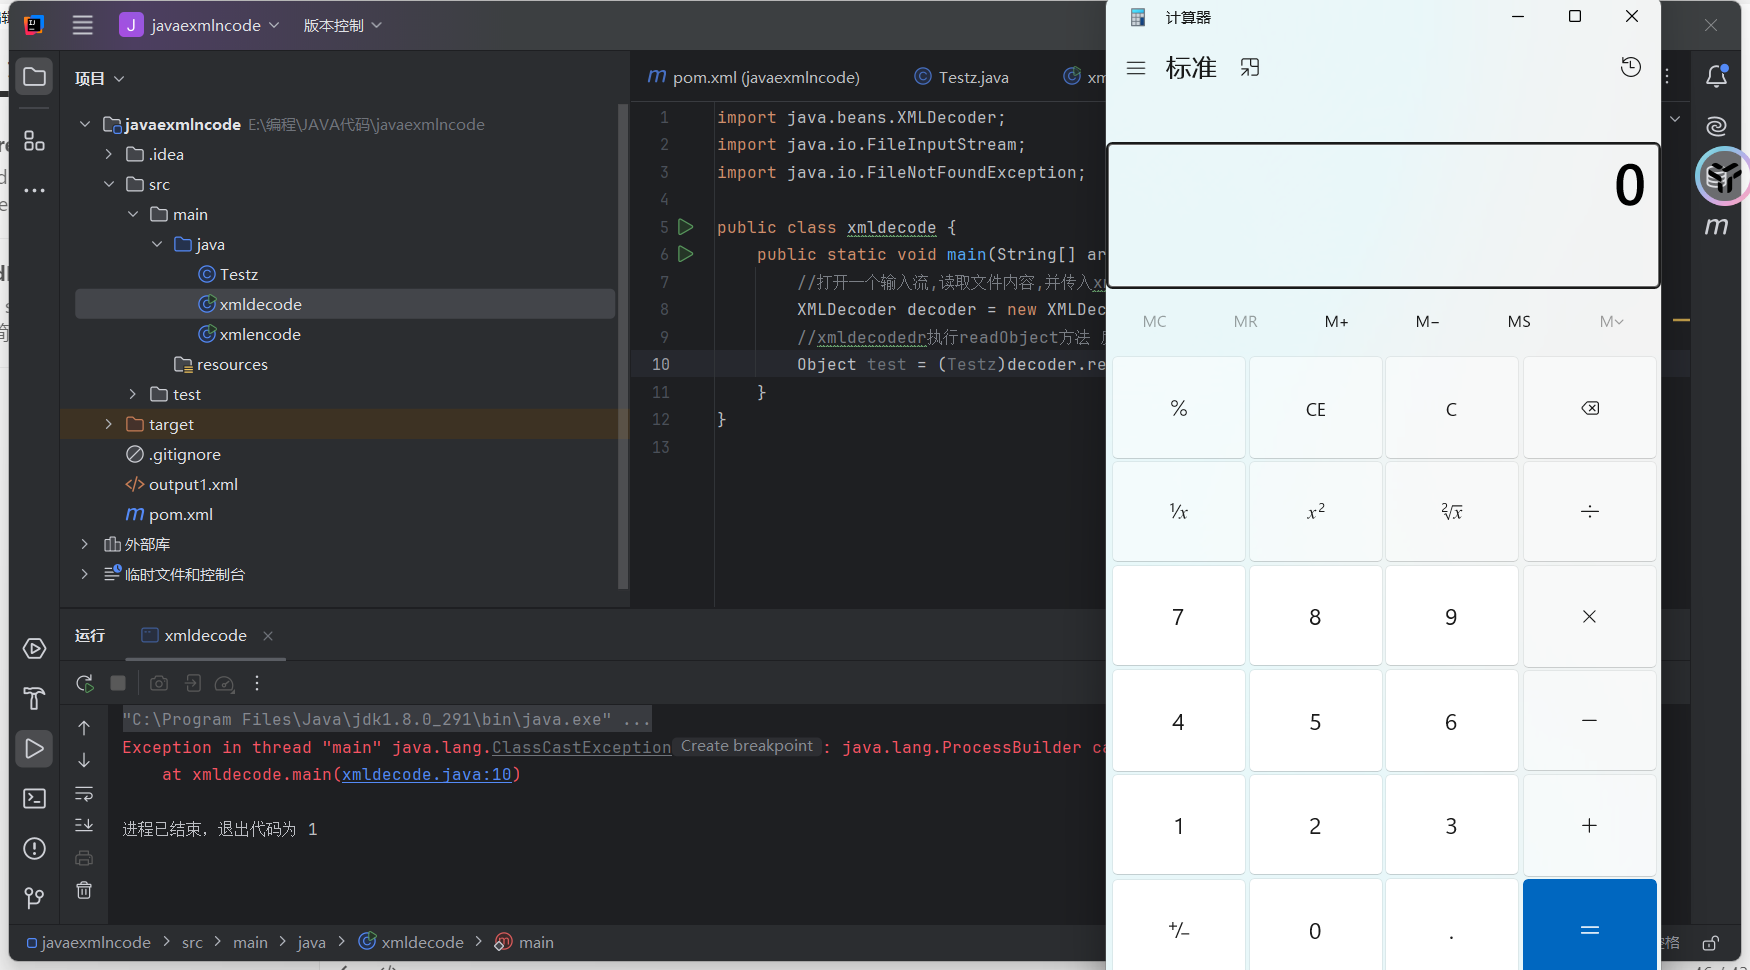 J javaexmlncode 版本控制
项目
javaexmlncode E:\编程\JAVA代码\javaexmlncode
.idea
src
main
java
Testz
xmldecode
xmlencode
resources
test
target
.gitignore
output1.xml
pom.xml
外部库
临时文件和控制台
pom.xml (javaexmlncode) Testz.java xm
1 import java.beans.XMLDecoder;
2 import java.io.FileInputStream;
3 import java.io.FileNotFoundException;
4
5 public class xmldecode {
6 public static void main(String[] ar
7 //打开一个输入流,读取文件内容,并传入x
8 XMLDecoder decoder = new XMLDec
9 //xmldecodedr执行readObject方法
10 Object test = (Testz)decoder.re
11 }
12 }
13
运行 xmldecode
"C:\Program Files\Java\jdk1.8.0_291\bin\java.exe" ...
Exception in thread "main" java.lang.ClassCastException Create breakpoint : java.lang.ProcessBuilder ca
at xmldecode.main(xmldecode.java:10)
进程已结束，退出代码为 1
javaexmlncode > src > main > java > xmldecode > main
计算器
标准
0
MC MR M+ M− MS M
% CE C
¹/x x² ²√x ÷
7 8 9 ×
4 5 6 −
1 2 3 +
+/− 0 . =